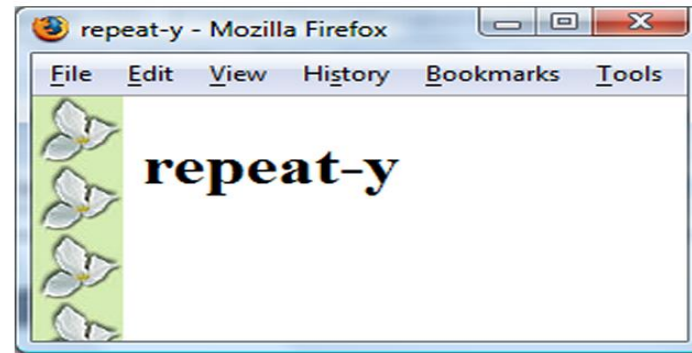 repeat-y - Mozilla Firefox
File Edit View History Bookmarks Tools
repeat-y